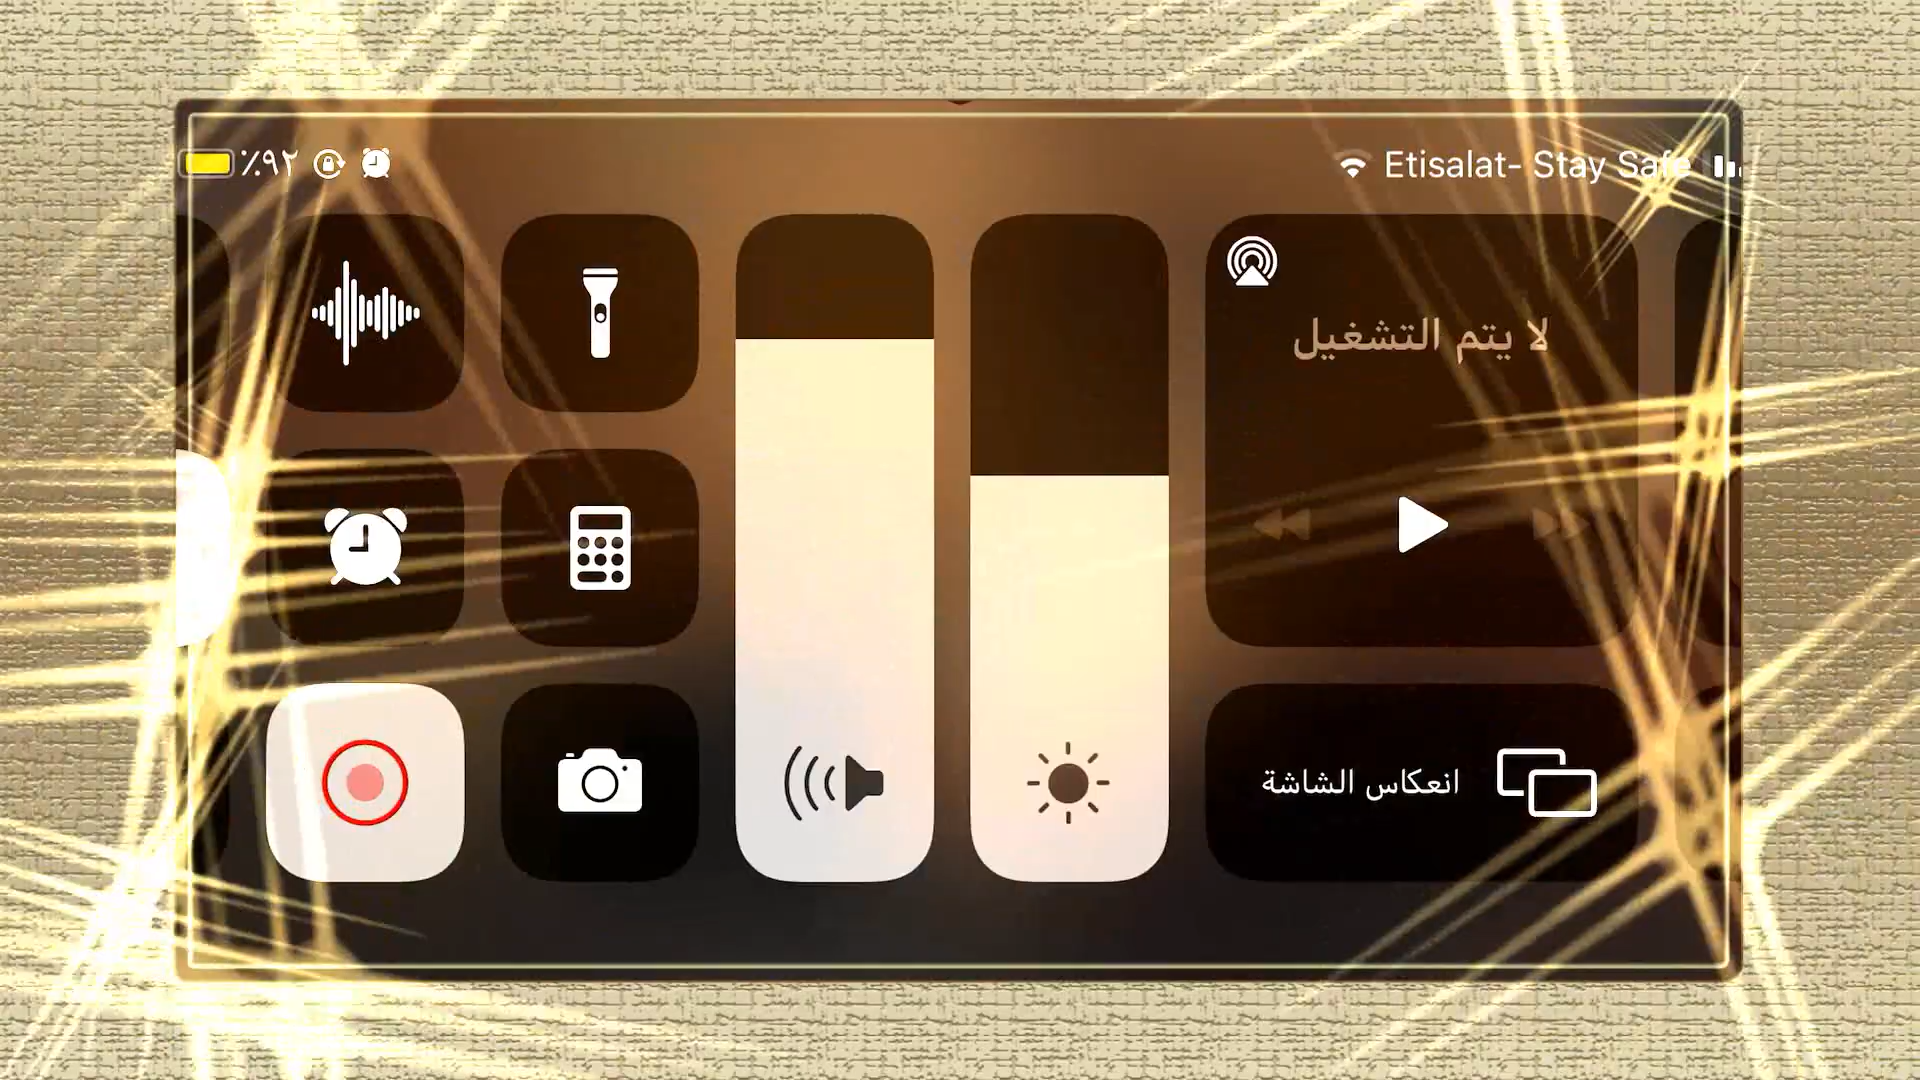 Etisalat- Stay Safe
٪٩٢
لا يتم التشغيل
انعكاس الشاشة